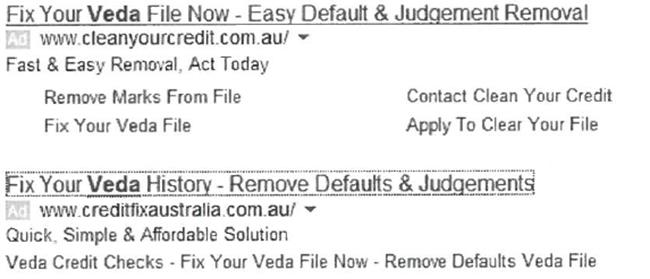 Fix Your Veda File Now - Easy Default & Judgement Removal
Ad www.cleanyourcredit.com.au/
Fast & Easy Removal, Act Today
Remove Marks From File Contact Clean Your Credit
Fix Your Veda File Apply To Clear Your File
Fix Your Veda History - Remove Defaults & Judgements
Ad www.creditfixaustralia.com.au/
Quick, Simple & Affordable Solution
Veda Credit Checks - Fix Your Veda File Now - Remove Defaults Veda File